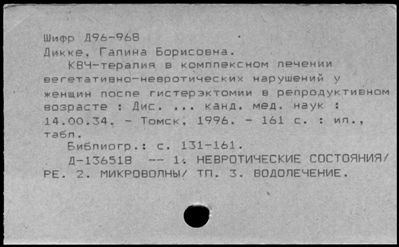 Шифр Д96-968
Дикке, Галина Борисовна.
КВЧ-терапия в комплексном лечении
вегетативно-невротических нарушений у
женщин после гистерэктомии в репродуктивном
возрасте : Дис. ... канд. мед. наук :
14.00.34. - Томск, 1996. - 161 с. : ил.,
табл.
Библиогр.: с. 131-161.
Д-136518 -- 1. НЕВРОТИЧЕСКИЕ СОСТОЯНИЯ/
РЕ. 2. МИКРОВОЛНЫ/ ТП. 3. ВОДОЛЕЧЕНИЕ.